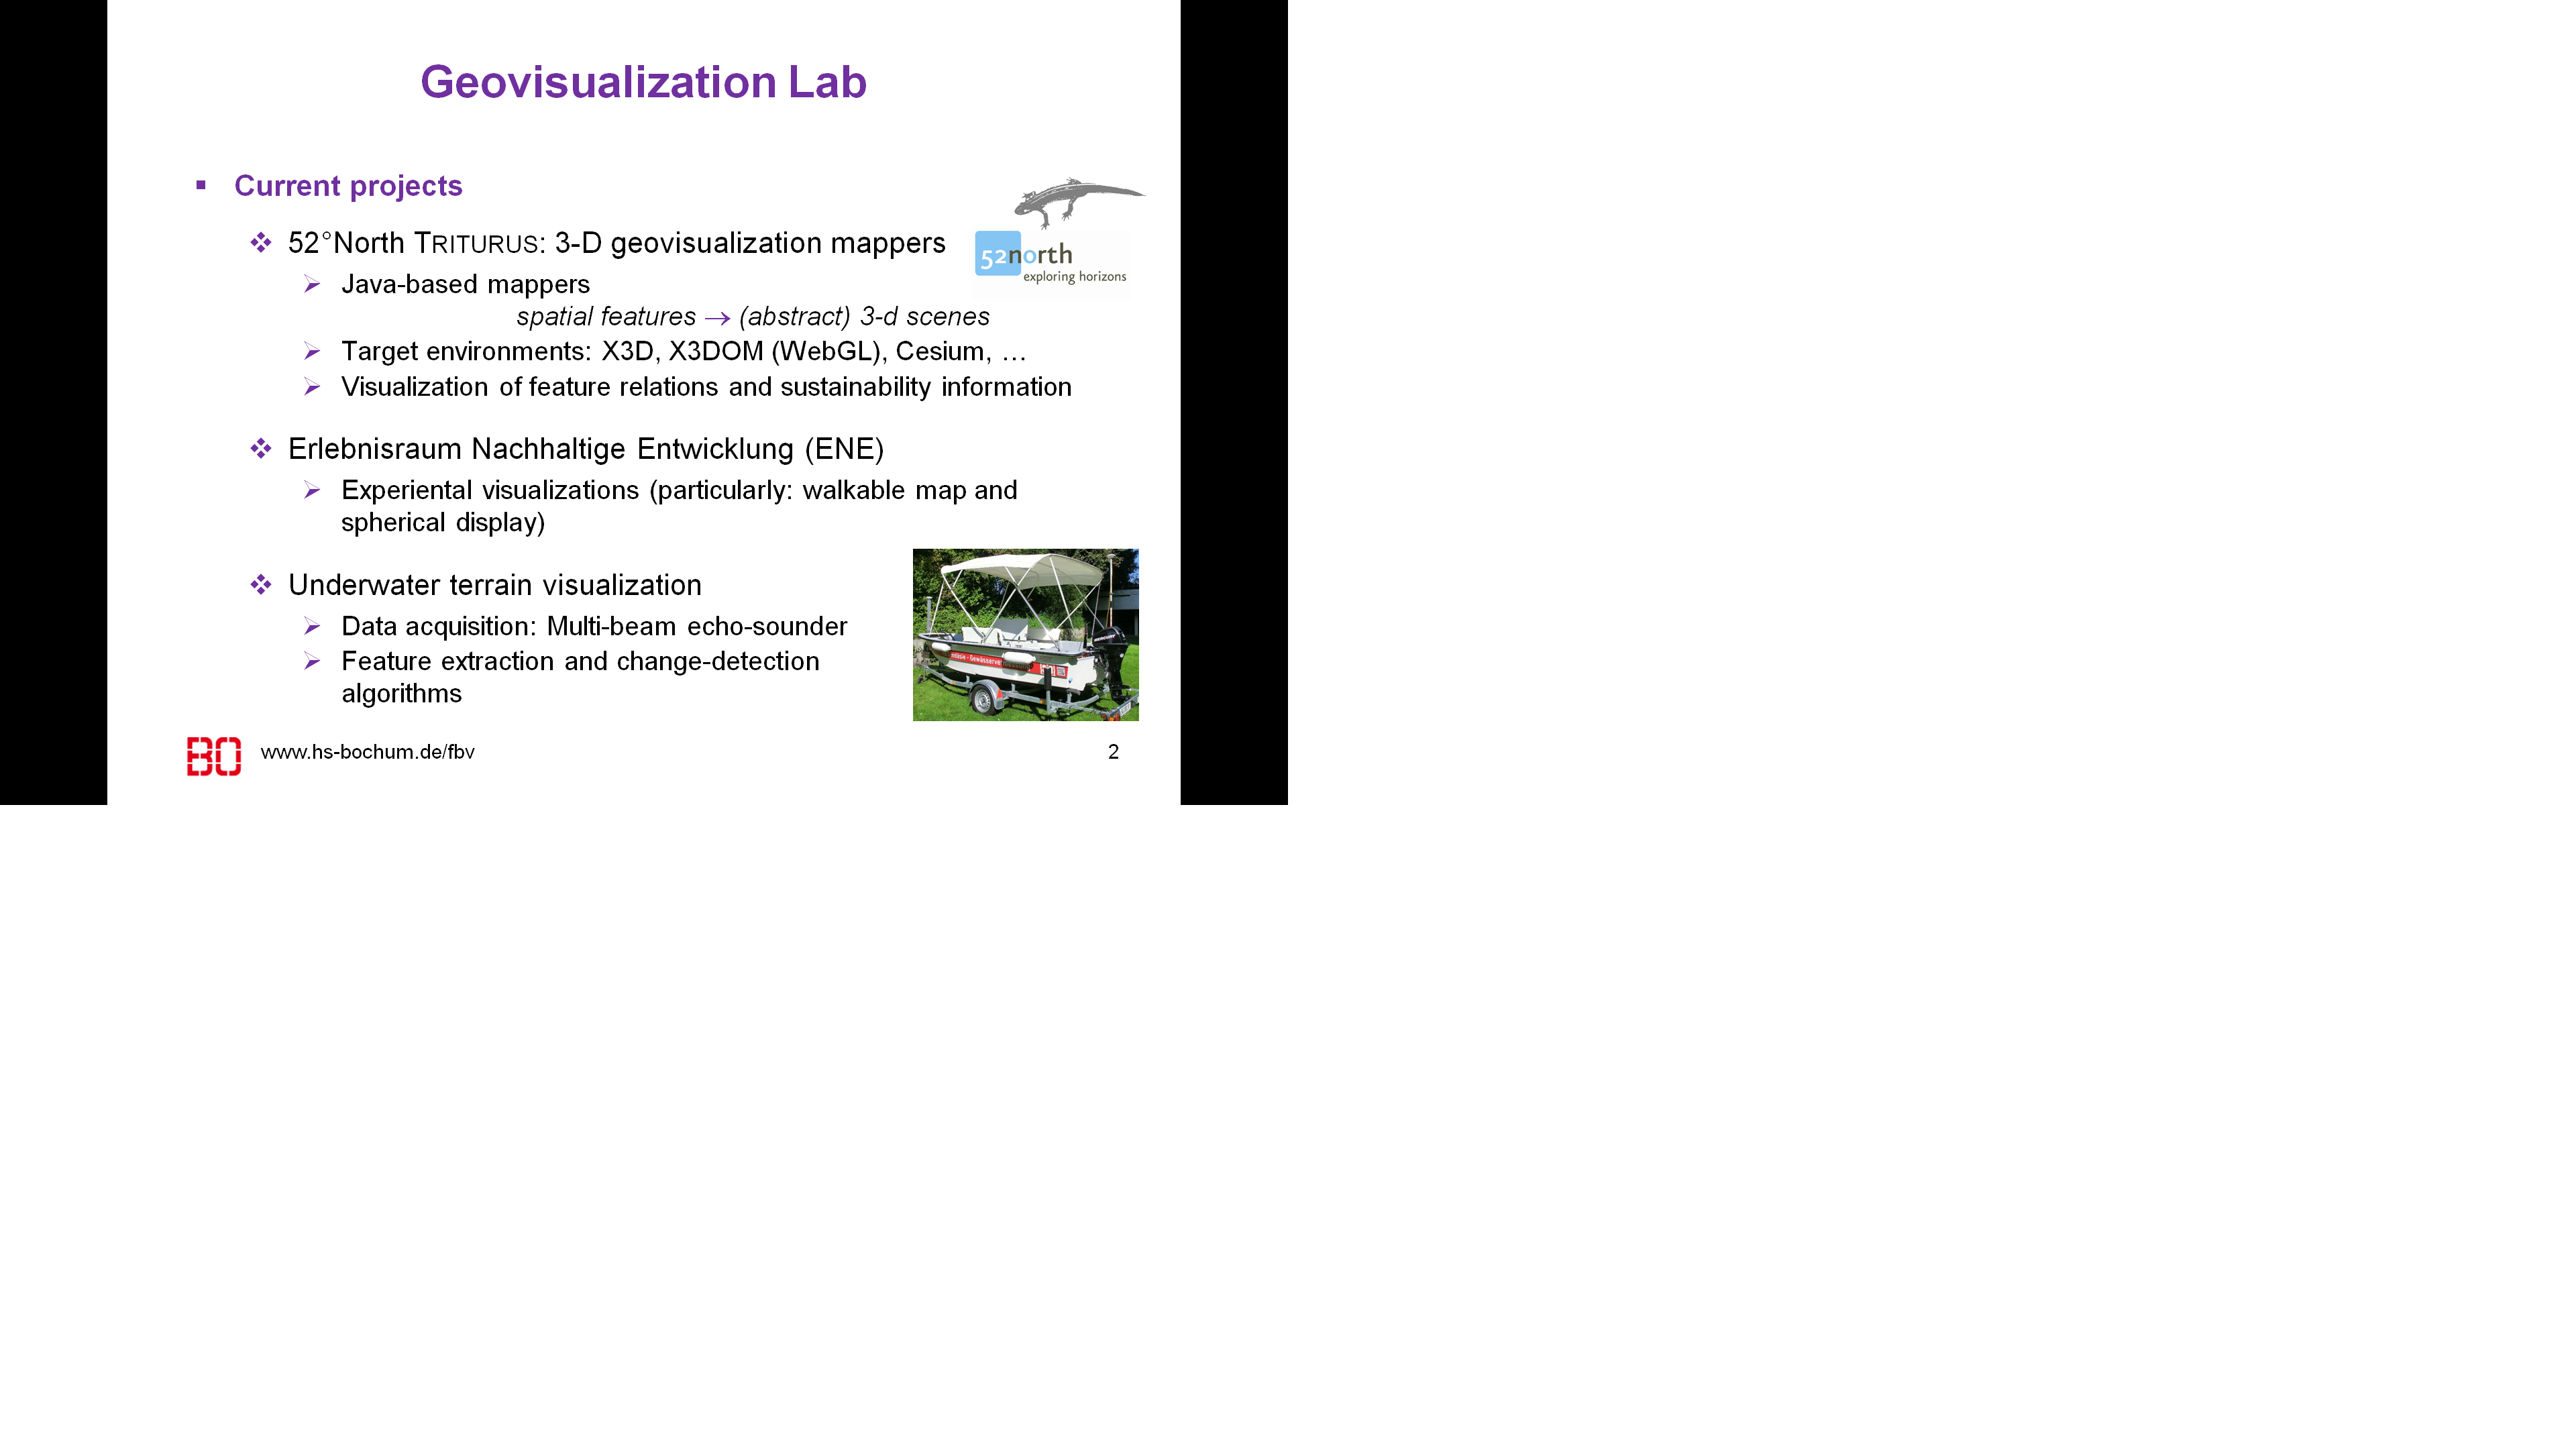 Geovisualization Lab
Current projects
52°North TRITURUS: 3-D geovisualization mappers
52north
exploring horizons
Java-based mappers
spatial features → (abstract) 3-d scenes
Target environments: X3D, X3DOM (WebGL), Cesium, …
Visualization of feature relations and sustainability information
Erlebnisraum Nachhaltige Entwicklung (ENE)
Experiental visualizations (particularly: walkable map and
spherical display)
Underwater terrain visualization
Data acquisition: Multi-beam echo-sounder
Feature extraction and change-detection
algorithms
BO
www.hs-bochum.de/fbv
2